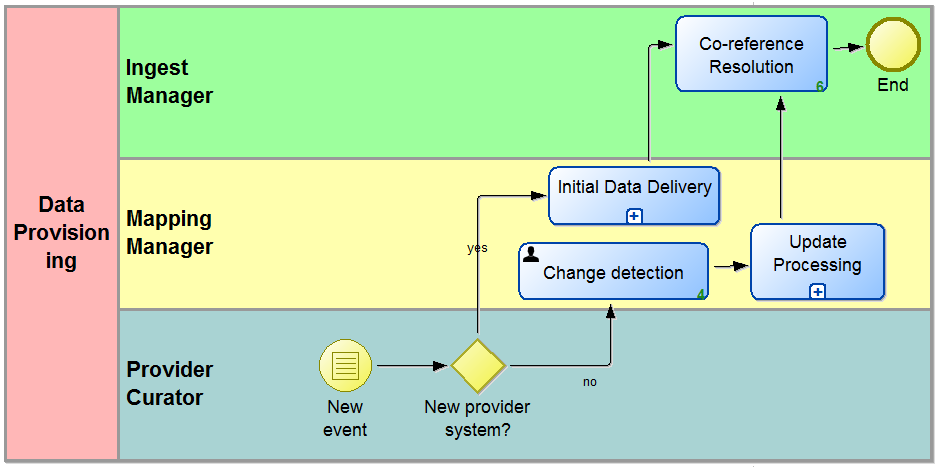 Data
Provision
ing
Ingest
Manager
Co-reference
Resolution
6
End
Mapping
Manager
Initial Data Delivery
yes
Change detection
4
Update
Processing
Provider
Curator
New
event
New provider
system?
no